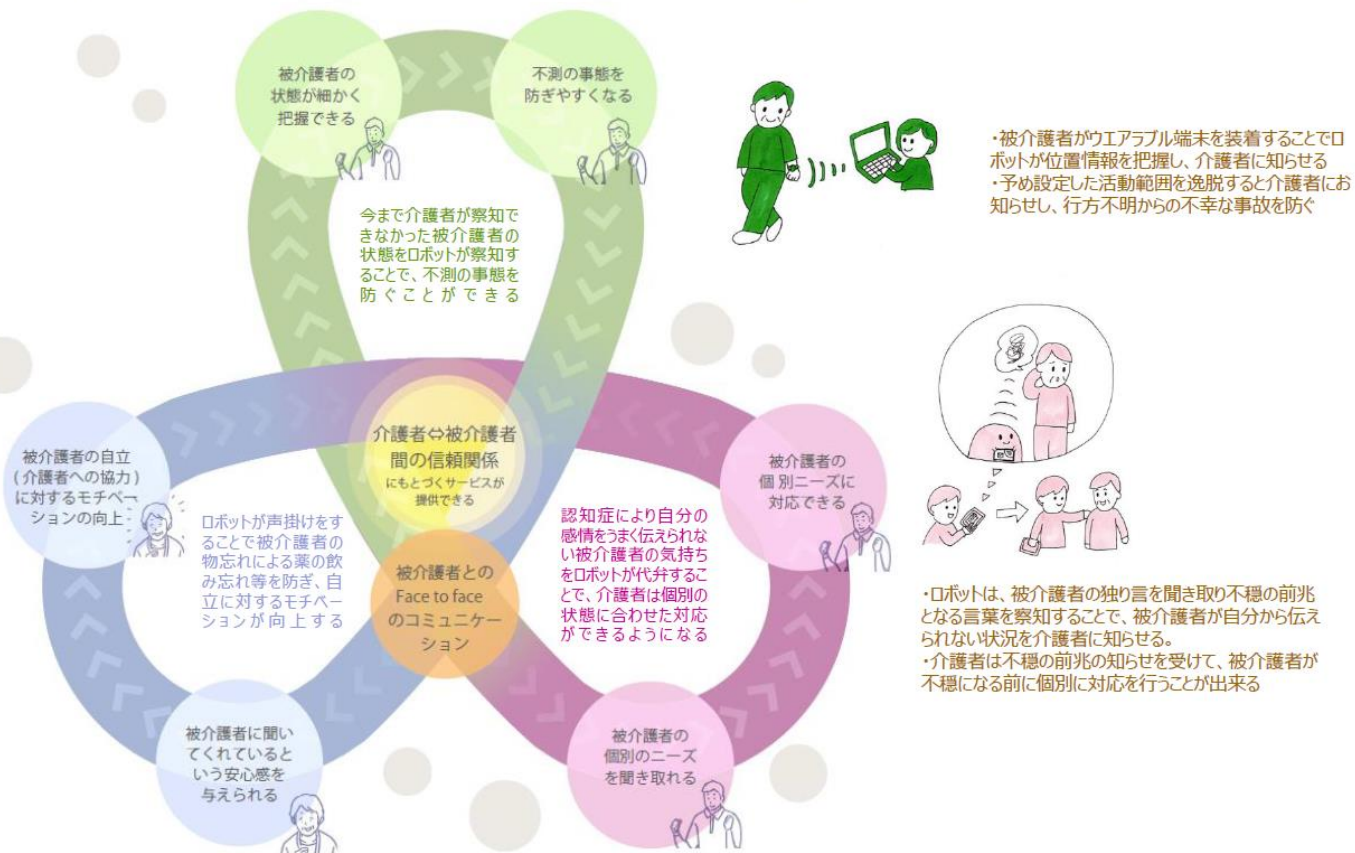 被介護者の
状態が細かく
把握できる
不測の事態を
防ぎやすくなる
今まで介護者が察知で
きなかった被介護者の
状態をロボットが察知す
ることで、不測の事態を
防ぐことができる
・被介護者がウエアラブル端末を装着することでロ
ボットが位置情報を把握し、介護者に知らせる
・予め設定した活動範囲を逸脱すると介護者にお
知らせし、行方不明からの不幸な事故を防ぐ
介護者⇔被介護者
間の信頼関係
にもとづくサービスが
提供できる
被介護者の自立
(介護者への協力)
に対するモチベー
ションの向上
ロボットが声掛けをす
ることで被介護者の
物忘れによる薬の飲
み忘れ等を防ぎ、自
立に対するモチベー
ションが向上する
被介護者との
Face to face
のコミュニケー
ション
認知症により自分の
感情をうまく伝えられな
い被介護者の気持ち
をロボットが代弁するこ
とで、介護者は個別の
状態に合わせた対応
ができるようになる
被介護者の
個別ニーズに
対応できる
・ロボットは、被介護者の独り言を聞き取り不穏の前兆
となる言葉を察知することで、被介護者が自分から伝え
られない状況を介護者に知らせる。
・介護者は不穏の前兆の知らせを受けて、被介護者が
不穏になる前に個別に対応を行うことが出来る
被介護者に聞い
てくれていると
いう安心感を
与えられる
被介護者の
個別のニーズ
を聞き取れる